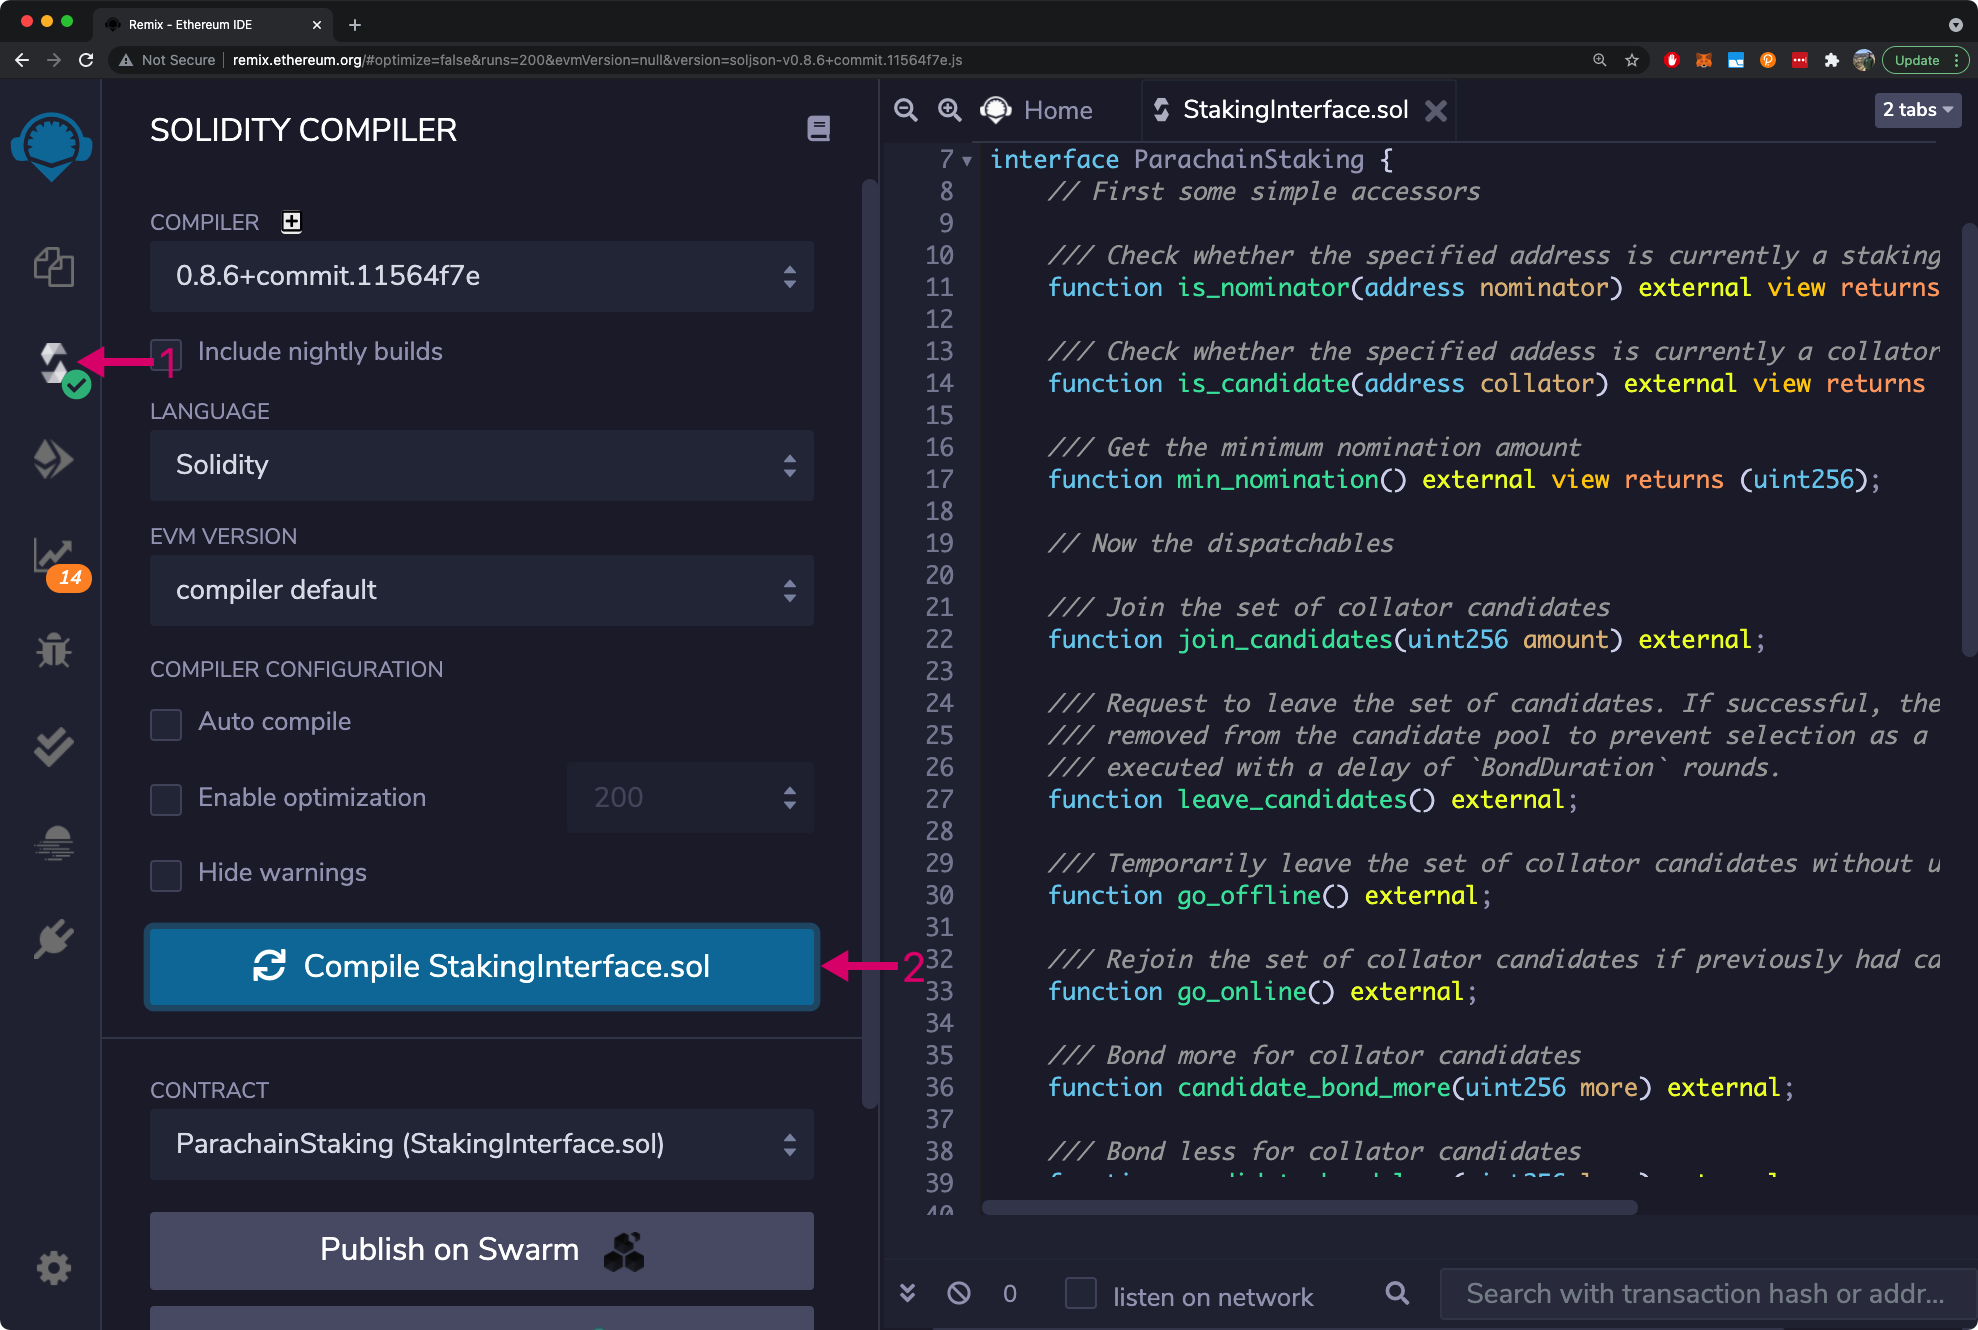 Remix - Ethereum IDE
Not Secure
remix.ethereum.org/#optimize=false&runs=200&evmVersion=null&version=soljson-v0.8.6+commit.11564f7e.js
Update
SOLIDITY COMPILER
COMPILER
0.8.6+commit.11564f7e
1
Include nightly builds
LANGUAGE
Solidity
EVM VERSION
compiler default
14
COMPILER CONFIGURATION
Auto compile
Enable optimization
200
Hide warnings
Compile StakingInterface.sol
2
CONTRACT
ParachainStaking (StakingInterface.sol)
Publish on Swarm
Home
StakingInterface.sol
2 tabs
7 interface ParachainStaking {
8 // First some simple accessors
9
10 /// Check whether the specified address is currently a staking
11 function is_nominator(address nominator) external view returns
12
13 /// Check whether the specified addess is currently a collator
14 function is_candidate(address collator) external view returns
15
16 /// Get the minimum nomination amount
17 function min_nomination() external view returns (uint256);
18
19 // Now the dispatchables
20
21 /// Join the set of collator candidates
22 function join_candidates(uint256 amount) external;
23
24 /// Request to leave the set of candidates. If successful, the
25 /// removed from the candidate pool to prevent selection as a
26 /// executed with a delay of `BondDuration` rounds.
27 function leave_candidates() external;
28
29 /// Temporarily leave the set of collator candidates without u
30 function go_offline() external;
31
32 /// Rejoin the set of collator candidates if previously had ca
33 function go_online() external;
34
35 /// Bond more for collator candidates
36 function candidate_bond_more(uint256 more) external;
37
38 /// Bond less for collator candidates
39
40
0
listen on network
Search with transaction hash or addr...